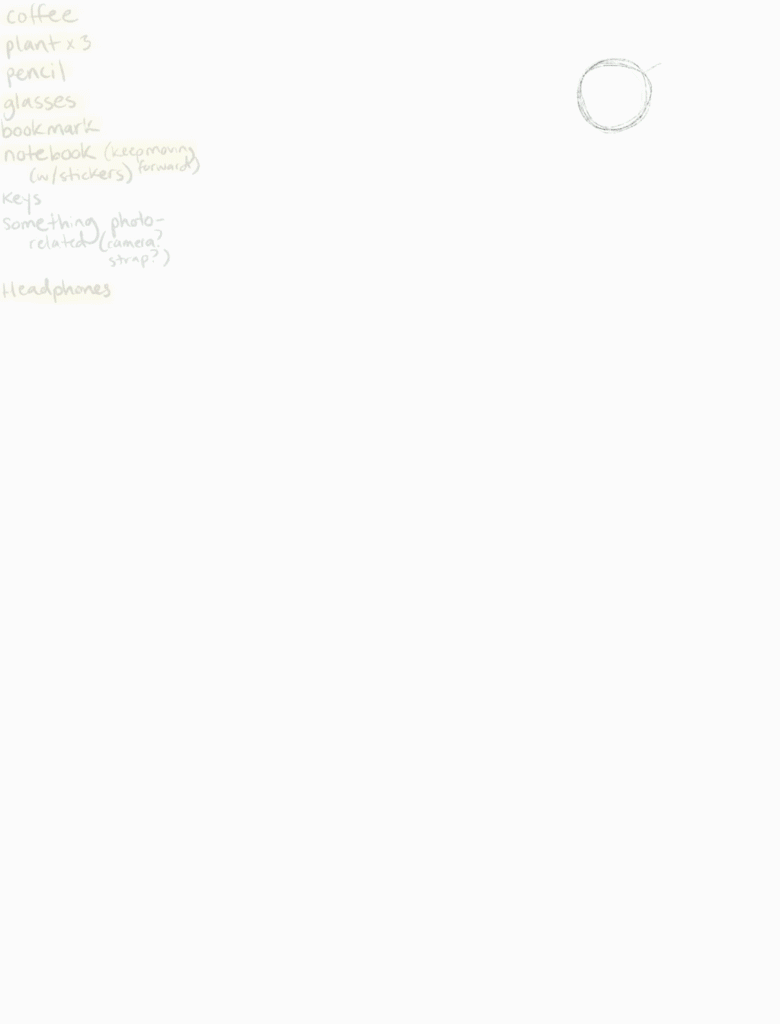 coffee
plant x 3
pencil
glasses
bookmark
notebook (keep moving
forward)
(w/stickers)
Keys
Something photo-
related (camera?
strap?)
Headphones